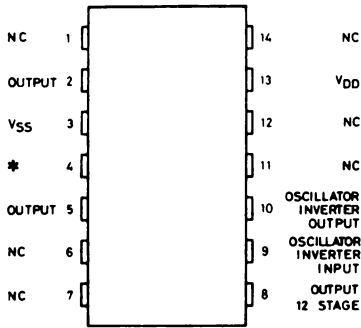 NC 1 14 NC
OUTPUT 2 13 VDD
VSS 3 12 NC
* 4 11 NC
OUTPUT 5 10 OSCILLATOR
INVERTER
OUTPUT
NC 6 9 OSCILLATOR
INVERTER
INPUT
NC 7 8 OUTPUT
12 STAGE